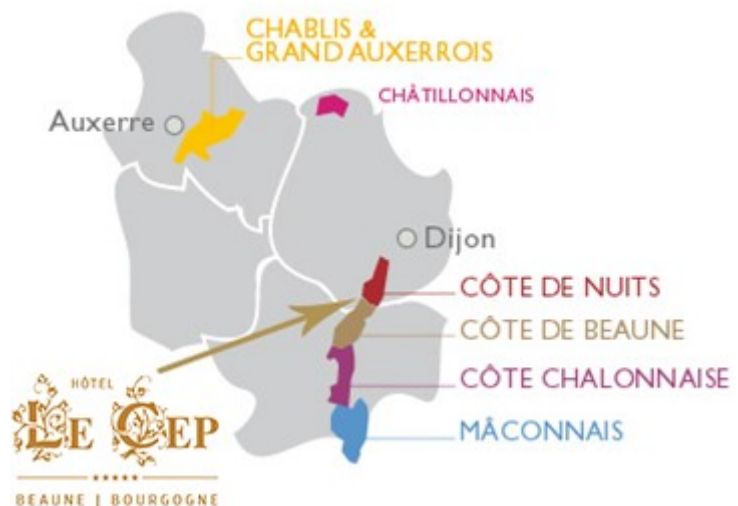 CHABLIS &
GRAND AUXERROIS
CHÂTILLONNAIS
Auxerre
Dijon
CÔTE DE NUITS
CÔTE DE BEAUNE
CÔTE CHALONNAISE
MÂCONNAIS
HÔTEL
LE CEP
BEAUNE | BOURGOGNE